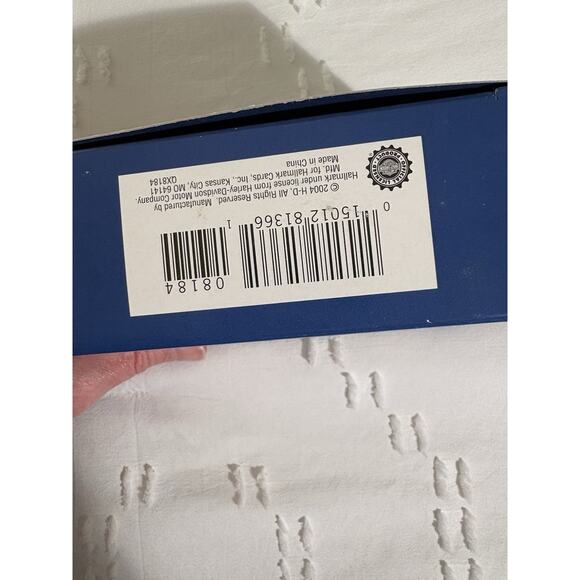 0 15012 81366 1
08184
© 2004 H-D, All Rights Reserved. Manufactured by
Hallmark under license from Harley-Davidson Motor Company.
Mfd. for Hallmark Cards, Inc., Kansas City, MO 64141
Made in China
QX8184